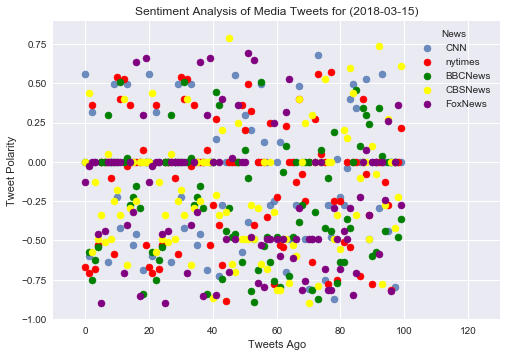 Sentiment Analysis of Media Tweets for (2018-03-15)
News
CNN
nytimes
BBCNews
CBSNews
FoxNews
Tweet Polarity
0.75
0.50
0.25
0.00
−0.25
−0.50
−0.75
−1.00
0 20 40 60 80 100 120
Tweets Ago